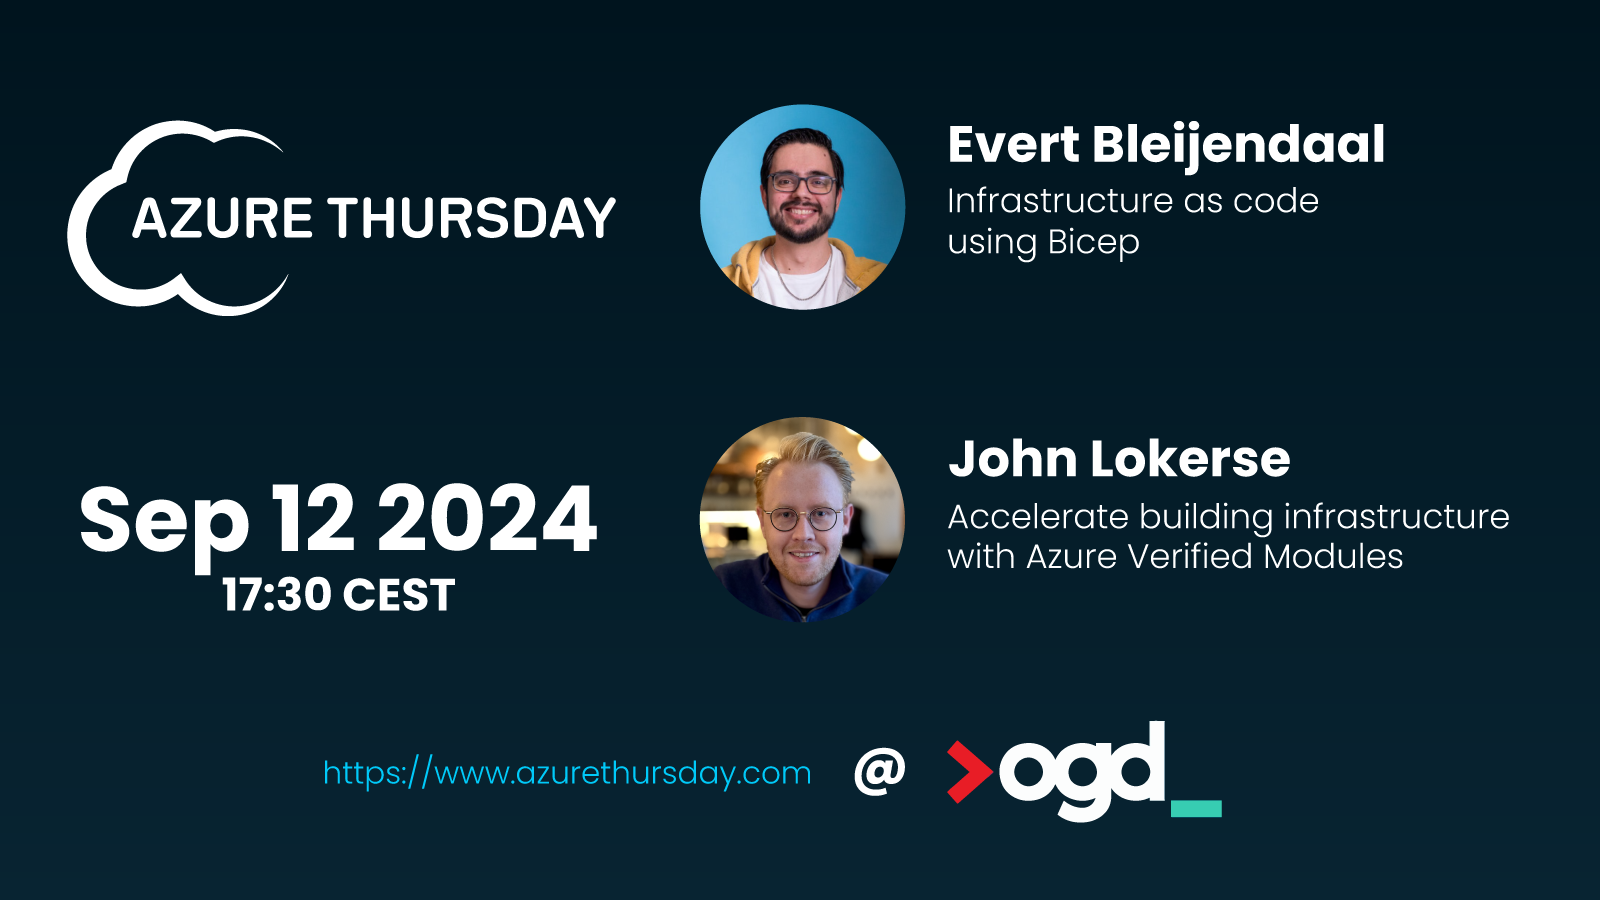 AZURE THURSDAY
Evert Bleijendaal
Infrastructure as code
using Bicep
Sep 12 2024
17:30 CEST
John Lokerse
Accelerate building infrastructure
with Azure Verified Modules
https://www.azurethursday.com @ >ogd_